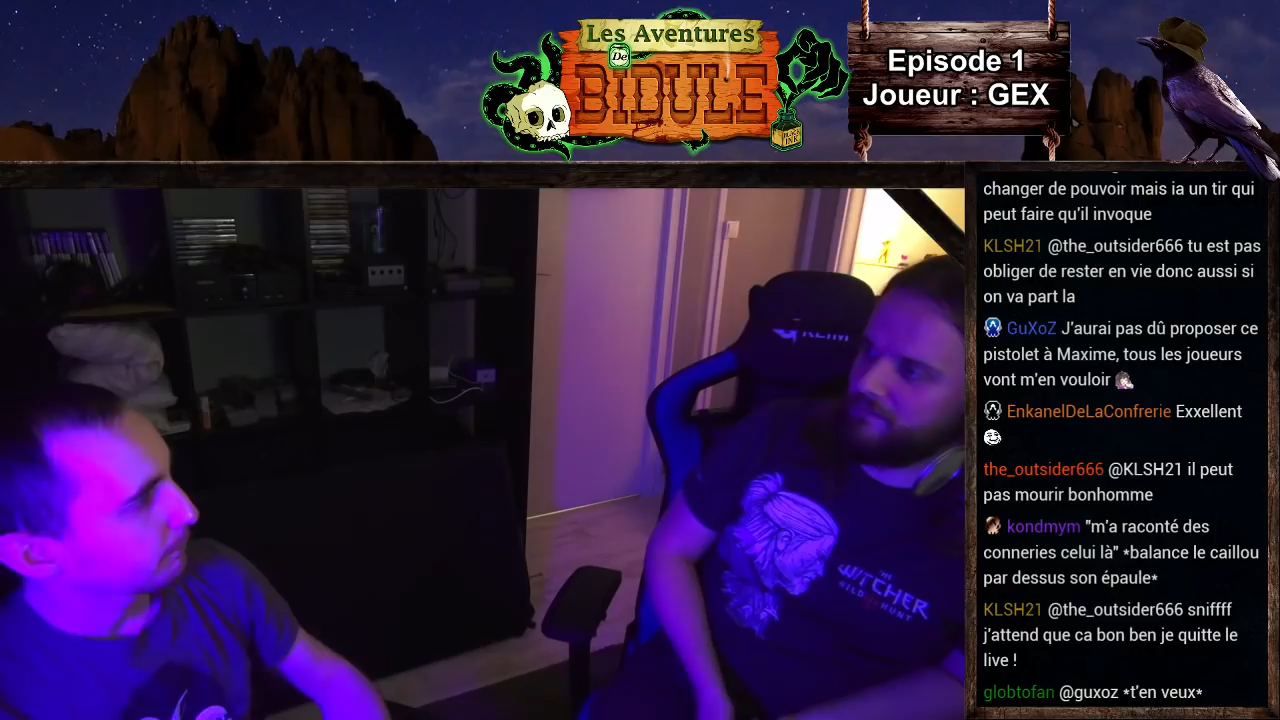 Les Aventures
De
BIDULE
BLACK
INK
Episode 1
Joueur : GEX
changer de pouvoir mais ia un tir qui
peut faire qu'il invoque
KLSH21 @the_outsider666 tu est pas
obliger de rester en vie donc aussi si
on va part la
GuXoZ J'aurai pas dû proposer ce
pistolet à Maxime, tous les joueurs
vont m'en vouloir
EnkanelDeLaConfrerie Exxellent
the_outsider666 @KLSH21 il peut
pas mourir bonhomme
kondmym "m'a raconté des
conneries celui là" *balance le caillou
par dessus son épaule*
KLSH21 @the_outsider666 sniffff
j'attend que ca bon ben je quitte le
live !
globtofan @guxoz *t'en veux*
THE
WITCHER
WILD HUNT